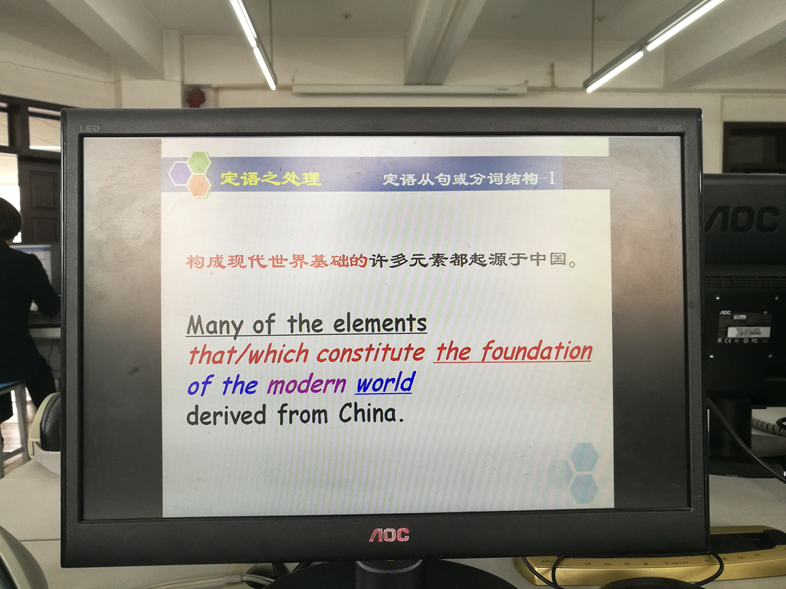 LED
定语之处理 定语从句或分词结构-1
构成现代世界基础的许多元素都起源于中国。
Many of the elements
that/which constitute the foundation
of the modern world
derived from China.
AOC
AOC
AOC